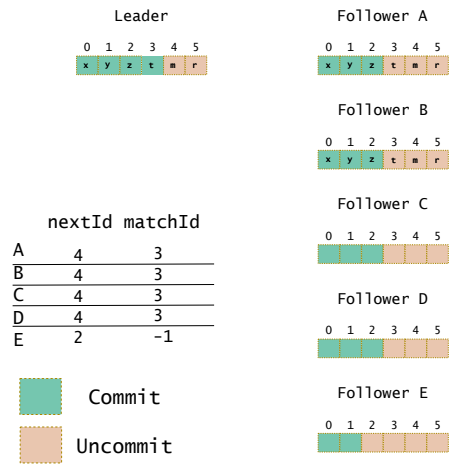 Leader
0 1 2 3 4 5
x y z t m r
nextId matchId
A 4 3
B 4 3
C 4 3
D 4 3
E 2 -1
Commit
Uncommit
Follower A
0 1 2 3 4 5
x y z t m r
Follower B
0 1 2 3 4 5
x y z t m r
Follower C
0 1 2 3 4 5
Follower D
0 1 2 3 4 5
Follower E
0 1 2 3 4 5